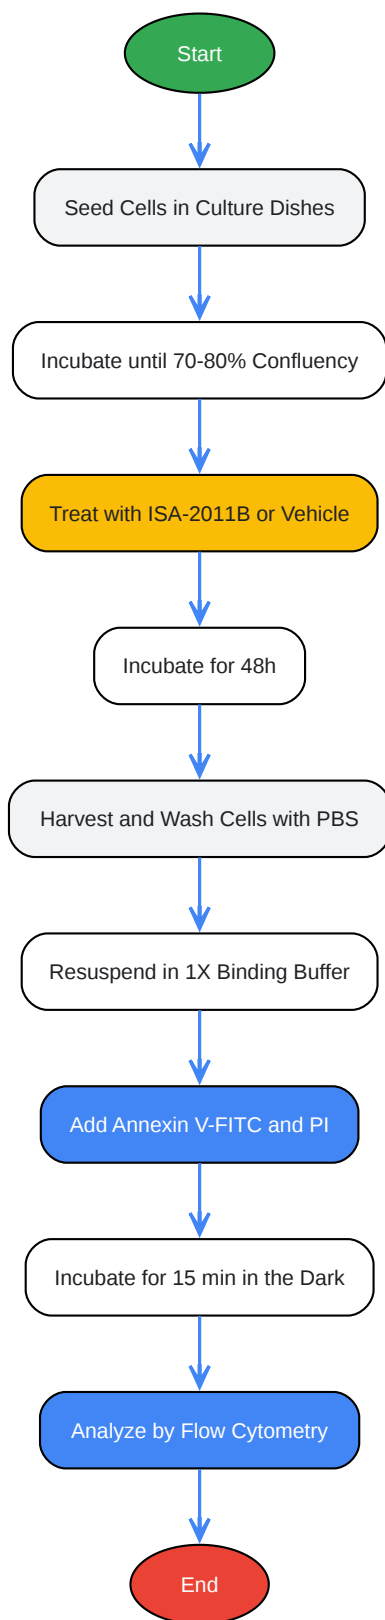 Start
Seed Cells in Culture Dishes
Incubate until 70-80% Confluency
Treat with ISA-2011B or Vehicle
Incubate for 48h
Harvest and Wash Cells with PBS
Resuspend in 1X Binding Buffer
Add Annexin V-FITC and PI
Incubate for 15 min in the Dark
Analyze by Flow Cytometry
End